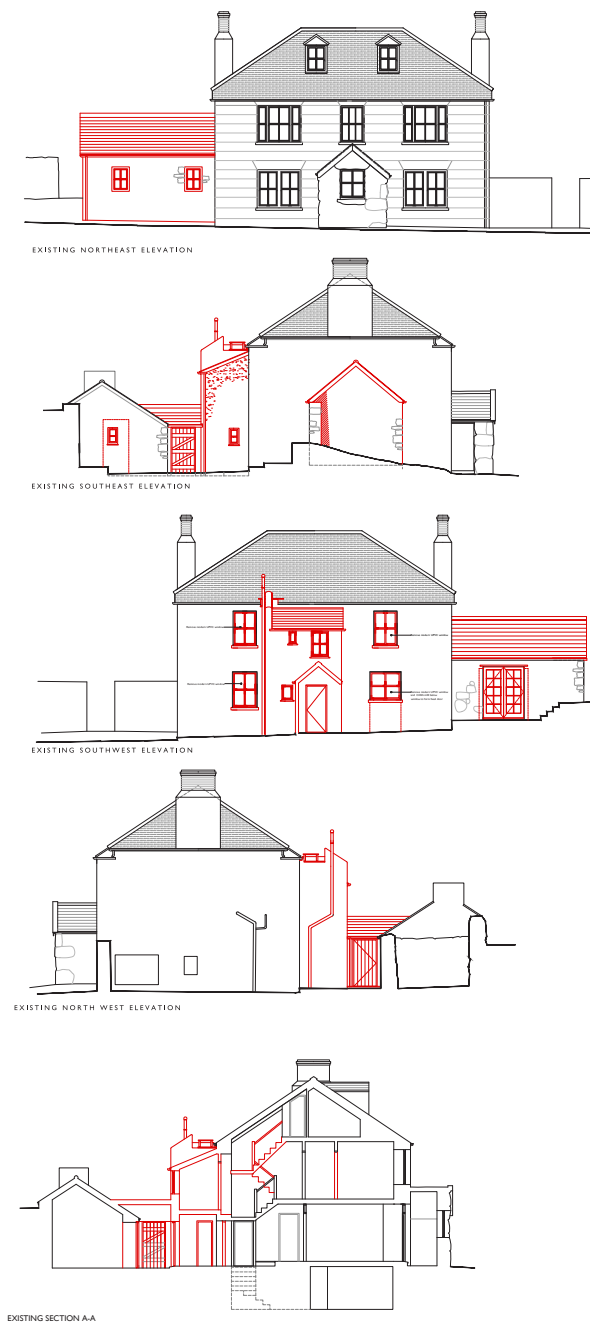 EXISTING NORTHEAST ELEVATION
EXISTING SOUTHEAST ELEVATION
EXISTING SOUTHWEST ELEVATION
EXISTING NORTH WEST ELEVATION
EXISTING SECTION A-A